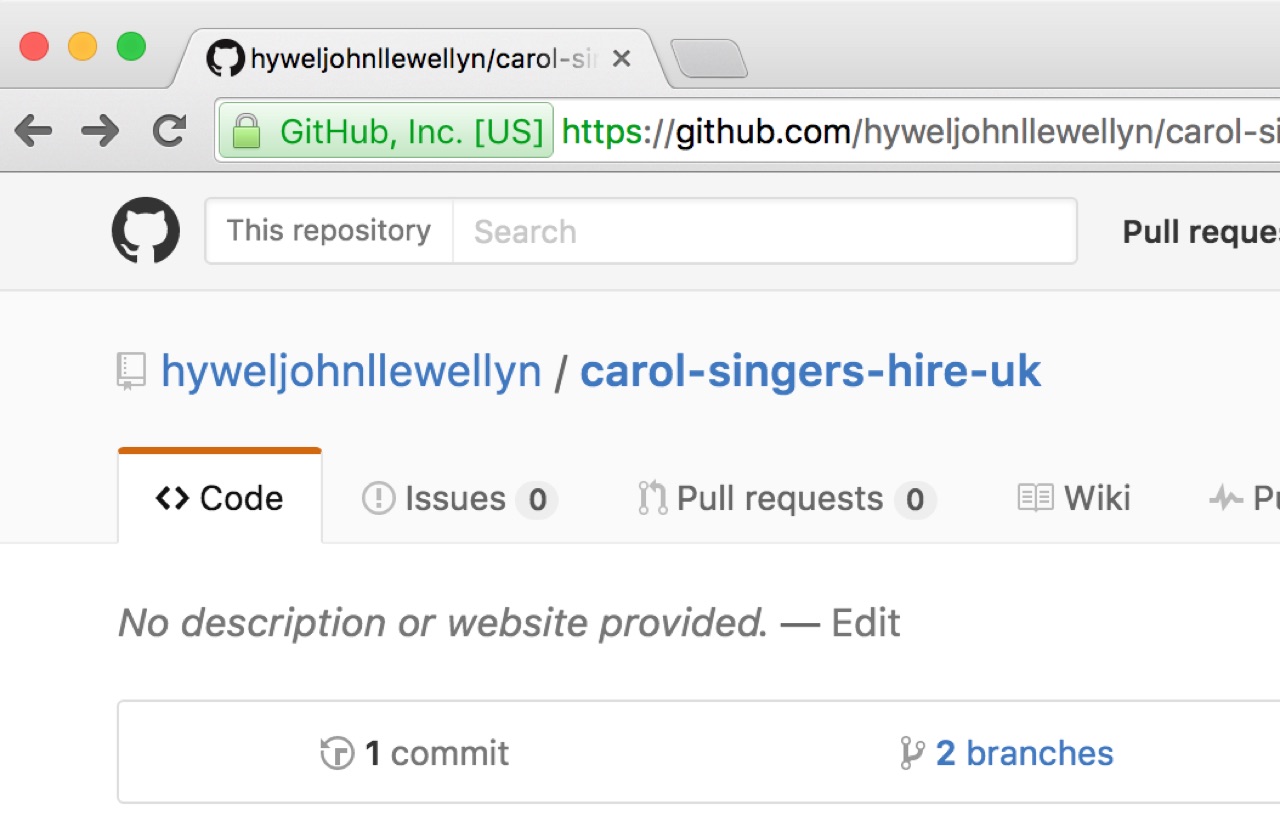 hyweljohnllewellyn/carol-si
GitHub, Inc. [US] https://github.com/hyweljohnllewellyn/carol-si
This repository Search Pull reque
hyweljohnllewellyn / carol-singers-hire-uk
Code Issues 0 Pull requests 0 Wiki Pu
No description or website provided. — Edit
1 commit 2 branches